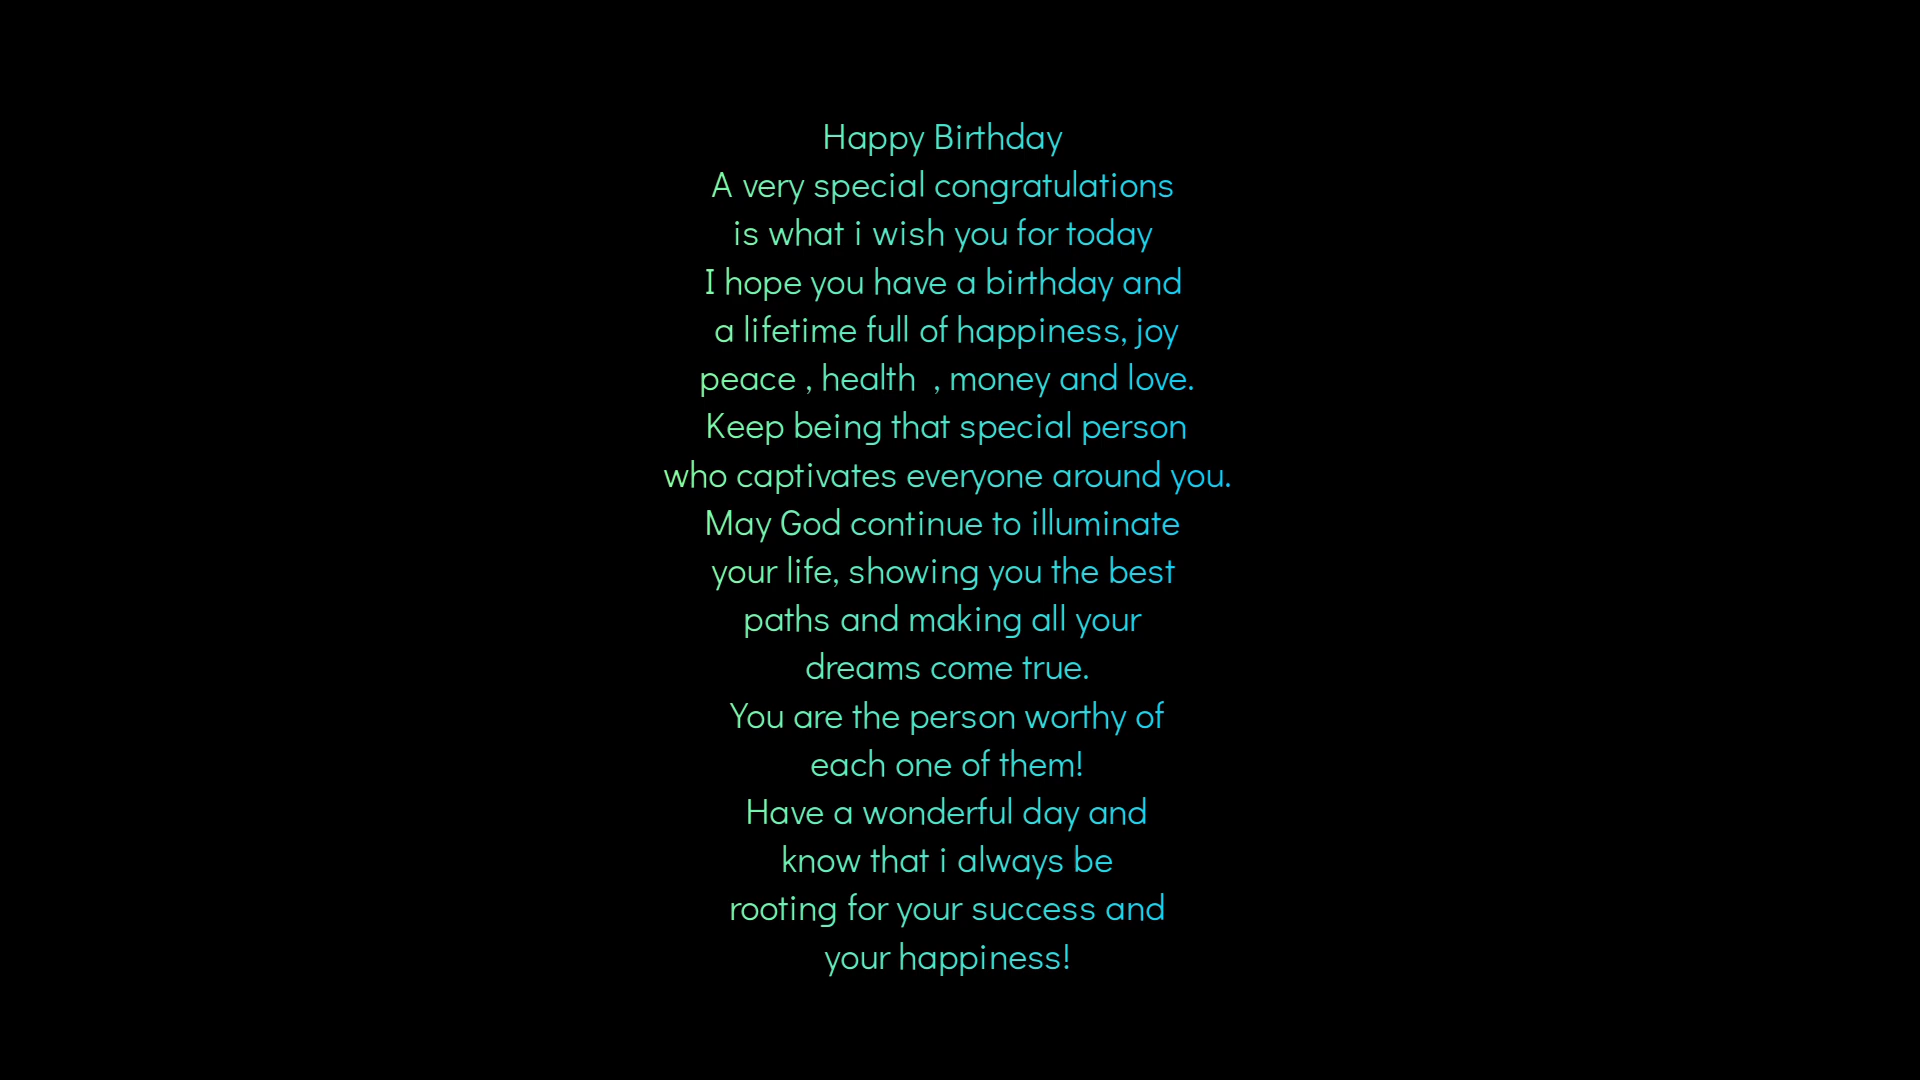 Happy Birthday
A very special congratulations
is what i wish you for today
I hope you have a birthday and
a lifetime full of happiness, joy
peace , health  , money and love.
Keep being that special person
who captivates everyone around you.
May God continue to illuminate
your life, showing you the best
paths and making all your
dreams come true.
You are the person worthy of
each one of them!
Have a wonderful day and
know that i always be
rooting for your success and
your happiness!